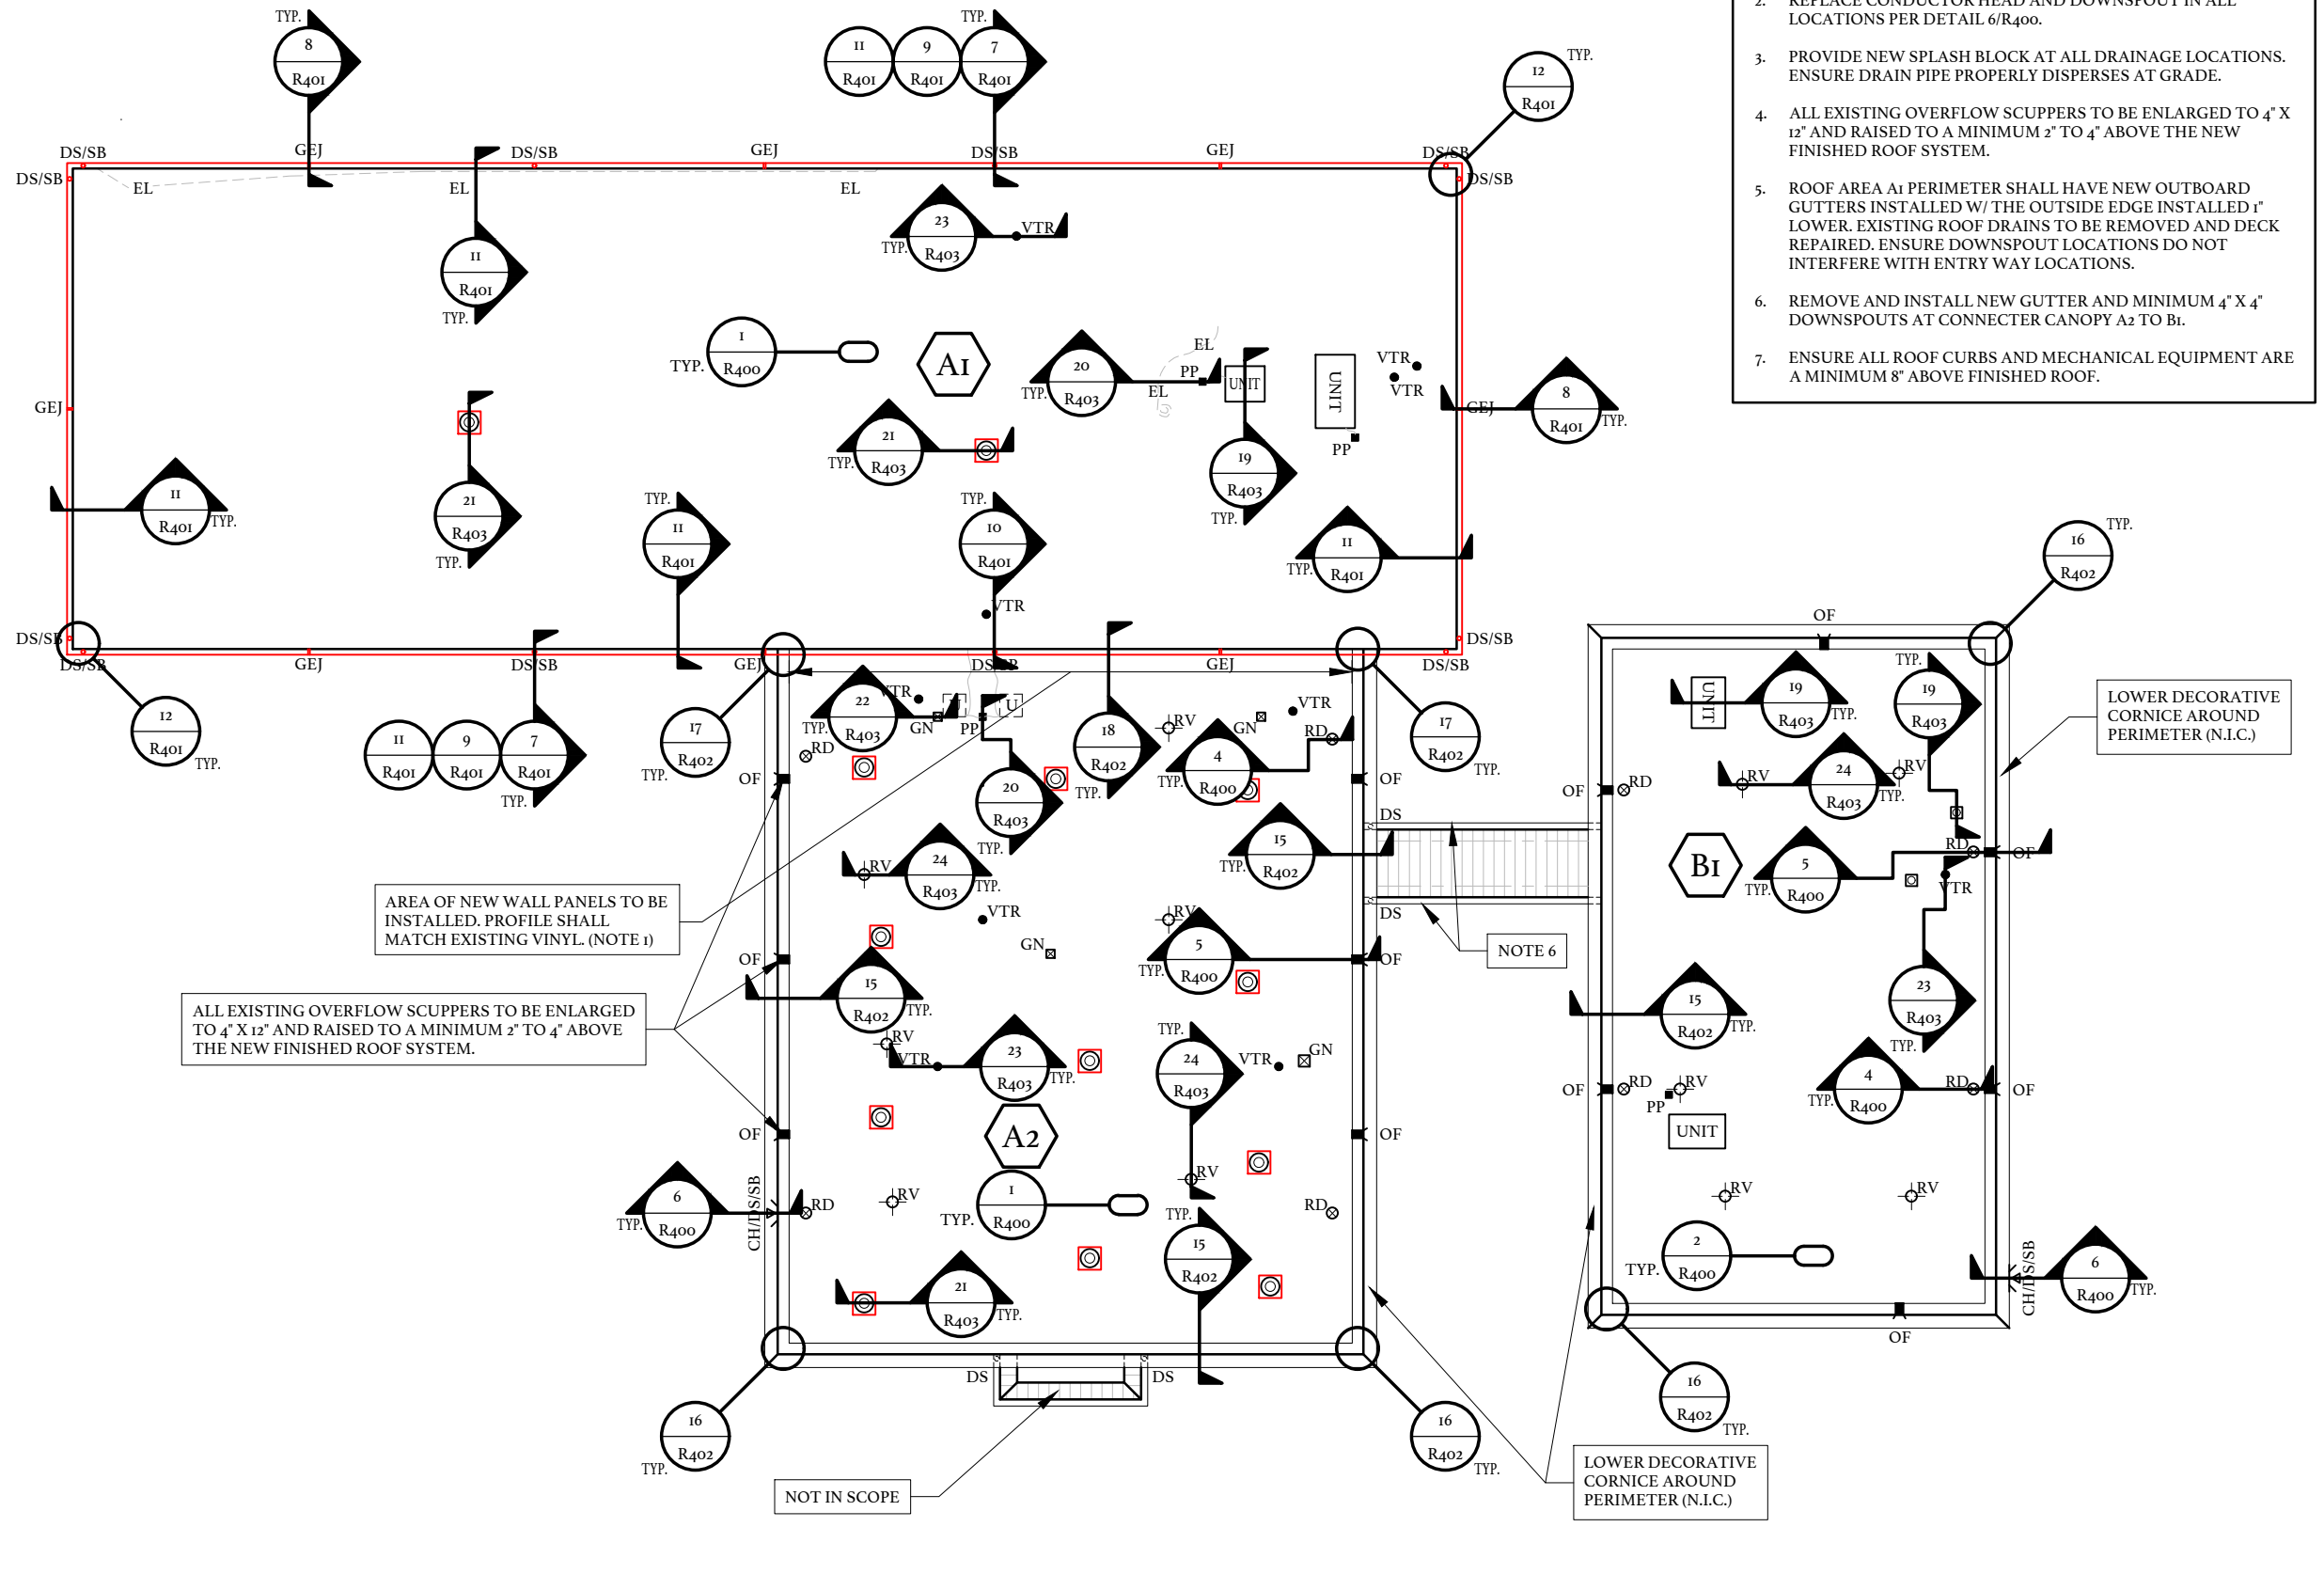 2. REPLACE CONDUCTOR HEAD AND DOWNSPOUT IN ALL
LOCATIONS PER DETAIL 6/R400.
3. PROVIDE NEW SPLASH BLOCK AT ALL DRAINAGE LOCATIONS.
ENSURE DRAIN PIPE PROPERLY DISPERSES AT GRADE.
4. ALL EXISTING OVERFLOW SCUPPERS TO BE ENLARGED TO 4" X
12" AND RAISED TO A MINIMUM 2" TO 4" ABOVE THE NEW
FINISHED ROOF SYSTEM.
5. ROOF AREA A1 PERIMETER SHALL HAVE NEW OUTBOARD
GUTTERS INSTALLED W/ THE OUTSIDE EDGE INSTALLED 1"
LOWER. EXISTING ROOF DRAINS TO BE REMOVED AND DECK
REPAIRED. ENSURE DOWNSPOUT LOCATIONS DO NOT
INTERFERE WITH ENTRY WAY LOCATIONS.
6. REMOVE AND INSTALL NEW GUTTER AND MINIMUM 4" X 4"
DOWNSPOUTS AT CONNECTER CANOPY A2 TO B1.
7. ENSURE ALL ROOF CURBS AND MECHANICAL EQUIPMENT ARE
A MINIMUM 8" ABOVE FINISHED ROOF.
TYP.
8
R401
TYP.
11
R401
9
R401
7
R401
TYP.
12
R401
DS/SB
GEJ
DS/SB
GEJ
DS/SB
GEJ
DS/SB
DS/SB
EL
EL
EL
DS/SB
23
R403
TYP.
VTR
11
R401
TYP.
1
R400
TYP.
A1
20
R403
TYP.
EL
PP
EL
UNIT
UNIT
VTR
VTR
PP
GEJ
8
R401
TYP.
GEJ
21
R403
TYP.
19
R403
TYP.
11
R401
TYP.
21
R403
TYP.
TYP.
11
R401
TYP.
10
R401
11
R401
TYP.
VTR
TYP.
16
R402
DS/SB
DS/SB
GEJ
DS/SB
GEJ
DS/SB
GEJ
DS/SB
DS/SB
12
R401
TYP.
11
R401
9
R401
7
R401
TYP.
17
R402
TYP.
22
R403
TYP.
VTR
GN
U
U
PP
RD
OF
20
R403
TYP.
18
R402
TYP.
RV
4
R400
TYP.
GN
VTR
RD
OF
17
R402
TYP.
OF
UNIT
19
R403
TYP.
TYP.
19
R403
LOWER DECORATIVE
CORNICE AROUND
PERIMETER (N.I.C.)
OF
RD
RV
24
R403
TYP.
RV
DS
15
R402
TYP.
RV
24
R403
TYP.
B1
5
R400
TYP.
RD
OF
VTR
AREA OF NEW WALL PANELS TO BE
INSTALLED. PROFILE SHALL
MATCH EXISTING VINYL. (NOTE 1)
VTR
RV
DS
NOTE 6
GN
5
R400
TYP.
OF
OF
15
R402
TYP.
15
R402
TYP.
23
R403
TYP.
ALL EXISTING OVERFLOW SCUPPERS TO BE ENLARGED
TO 4" X 12" AND RAISED TO A MINIMUM 2" TO 4" ABOVE
THE NEW FINISHED ROOF SYSTEM.
RV
VTR
23
R403
TYP.
TYP.
24
R403
VTR
GN
OF
RD
RV
PP
UNIT
4
R400
TYP.
RD
OF
OF
A2
OF
RV
6
R400
TYP.
CH/DS/SB
RD
RV
1
R400
TYP.
RD
RV
RV
TYP.
15
R402
2
R400
TYP.
CH/DS/SB
6
R400
TYP.
21
R403
TYP.
OF
DS
DS
16
R402
TYP.
16
R402
TYP.
16
R402
TYP.
NOT IN SCOPE
LOWER DECORATIVE
CORNICE AROUND
PERIMETER (N.I.C.)